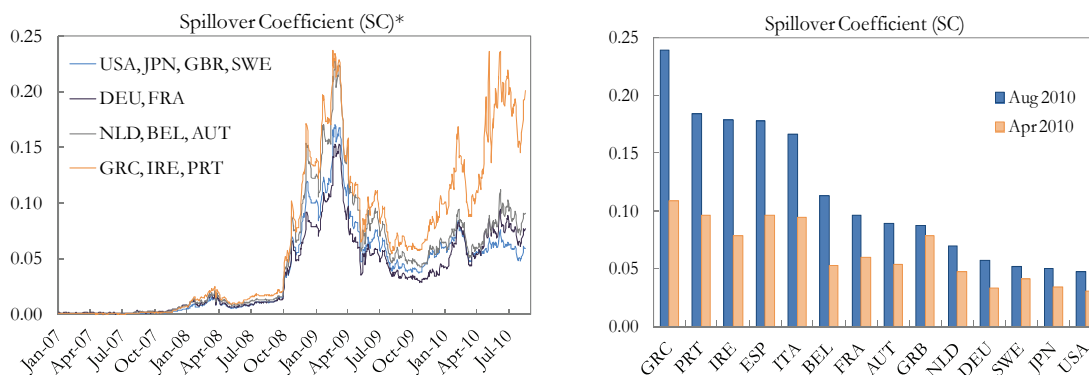 Spillover Coefficient (SC)*
0.25
0.20
0.15
0.10
0.05
0.00
USA, JPN, GBR, SWE
DEU, FRA
NLD, BEL, AUT
GRC, IRE, PRT
Jan-07
Apr-07
Jul-07
Oct-07
Jan-08
Apr-08
Jul-08
Oct-08
Jan-09
Apr-09
Jul-09
Oct-09
Jan-10
Apr-10
Jul-10
Spillover Coefficient (SC)
0.25
0.20
0.15
0.10
0.05
0.00
Aug 2010
Apr 2010
GRC
PRT
IRE
ESP
ITA
BEL
FRA
AUT
GRB
NLD
DEU
SWE
JPN
USA